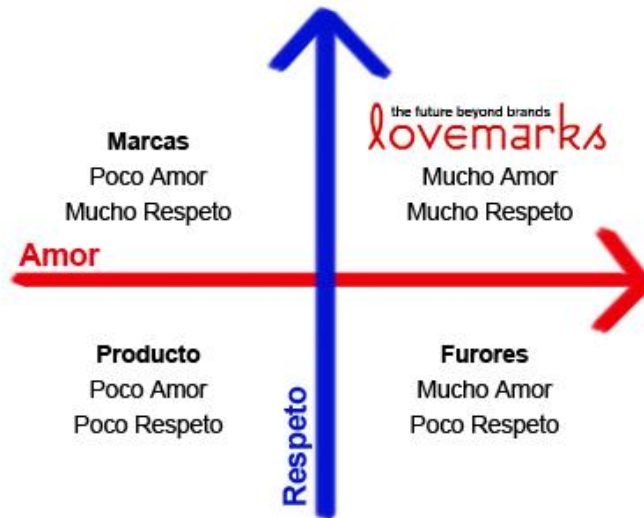 the future beyond brands
lovemarks
Marcas
Poco Amor
Mucho Respeto
Mucho Amor
Mucho Respeto
Amor
Producto
Poco Amor
Poco Respeto
Furores
Mucho Amor
Poco Respeto
Respeto